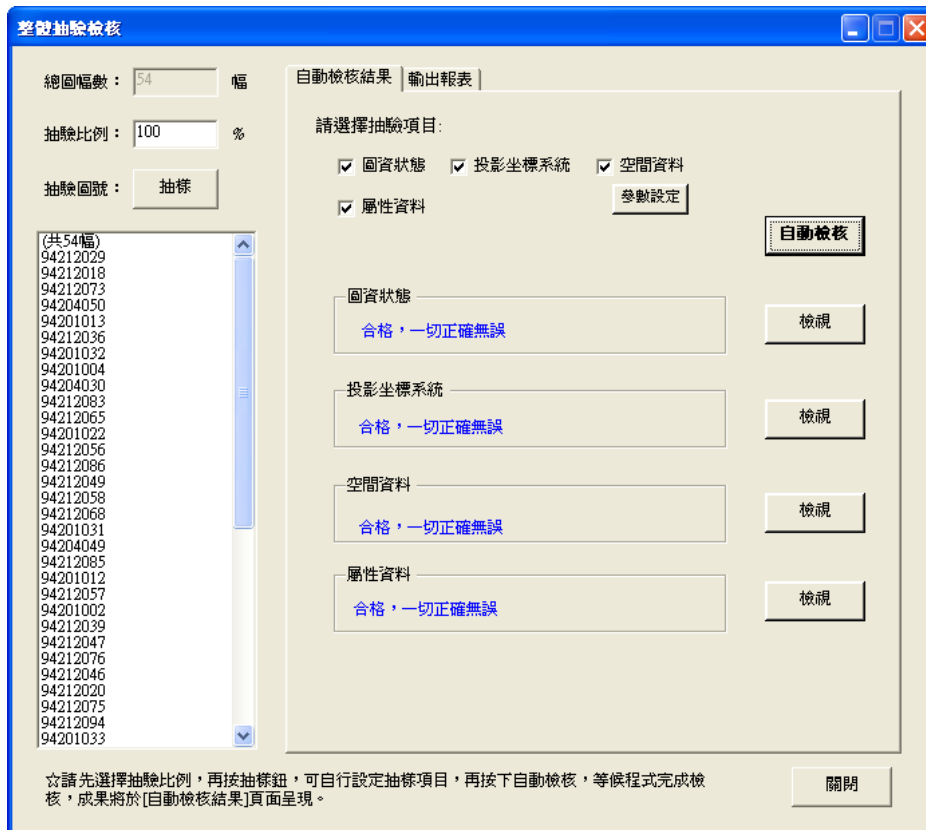 整體抽驗檢核
總圖幅數： 54 幅
抽驗比例： 100 %
抽驗圖號： 抽樣
(共54幅)
94212029
94212018
94212073
94204050
94201013
94212036
94201032
94201004
94204030
94212083
94212065
94201022
94212056
94212086
94212049
94212058
94212068
94201031
94204049
94212085
94201012
94212057
94201002
94212039
94212047
94212076
94212046
94212020
94212075
94212094
94201033
自動檢核結果 輸出報表
請選擇抽驗項目:
圖資狀態 投影坐標系統 空間資料
屬性資料 參數設定
自動檢核
圖資狀態
合格，一切正確無誤 檢視
投影坐標系統
合格，一切正確無誤 檢視
空間資料
合格，一切正確無誤 檢視
屬性資料
合格，一切正確無誤 檢視
☆請先選擇抽驗比例，再按抽樣鈕，可自行設定抽樣項目，再按下自動檢核，等候程式完成檢
核，成果將於[自動檢核結果]頁面呈現。
關閉